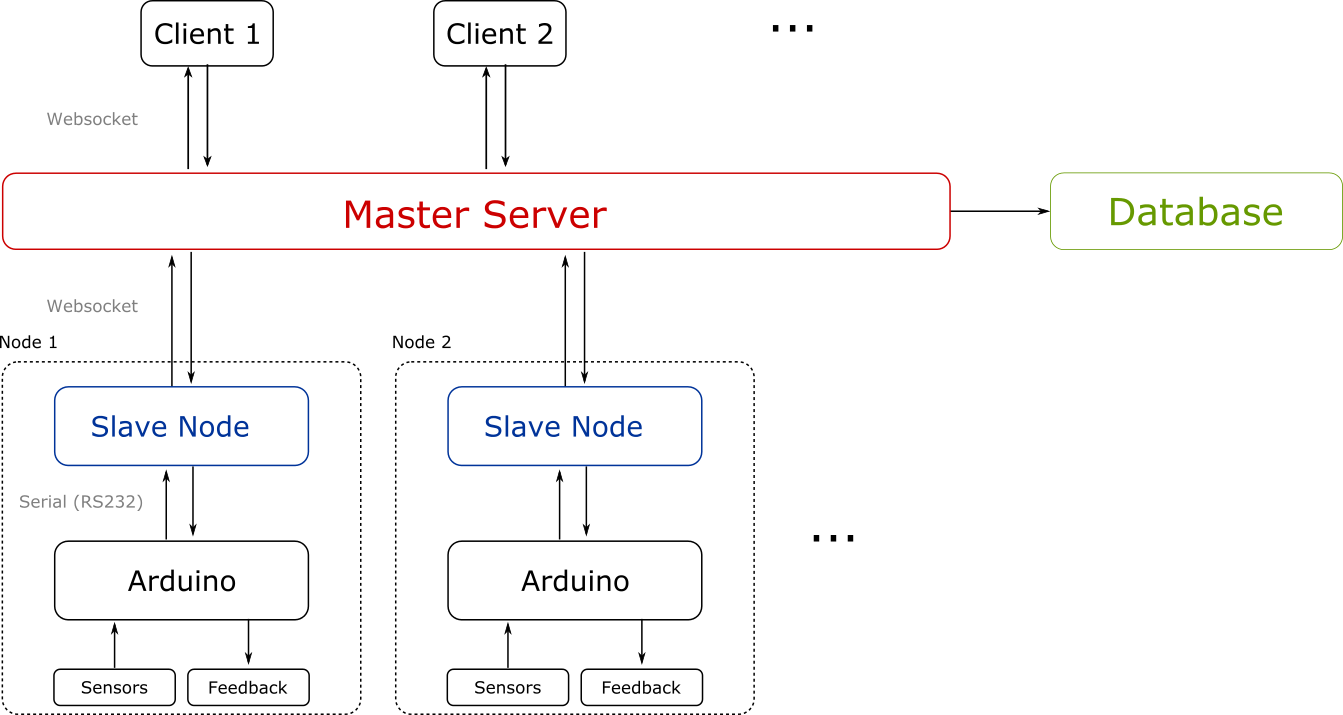 Client 1
Client 2
...
Websocket
Master Server
Database
Websocket
Node 1
Node 2
Slave Node
Slave Node
Serial (RS232)
...
Arduino
Arduino
Sensors
Feedback
Sensors
Feedback